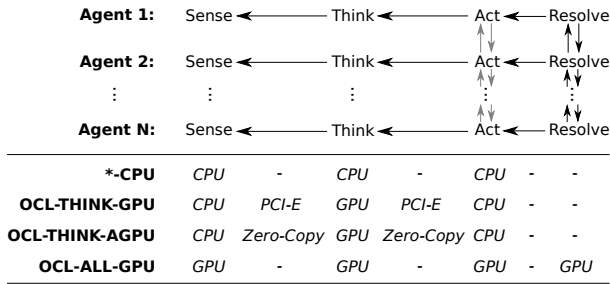 Agent 1: Sense Think Act Resolve
Agent 2: Sense Think Act Resolve
⋮ ⋮ ⋮ ⋮ ⋮
Agent N: Sense Think Act Resolve
*-CPU CPU - CPU CPU - -
OCL-THINK-GPU CPU PCI-E GPU PCI-E CPU - -
OCL-THINK-AGPU CPU Zero-Copy GPU Zero-Copy CPU - -
OCL-ALL-GPU GPU - GPU - GPU - GPU